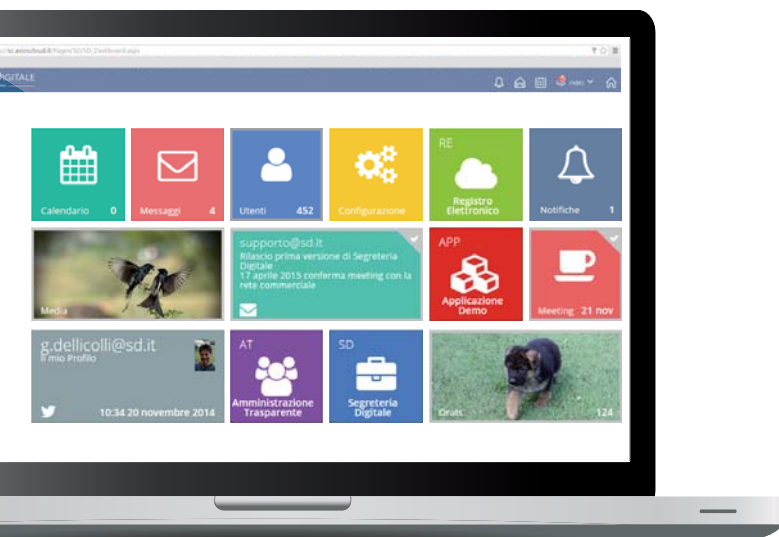 DIGITALE
Calendario 0
Messaggi 4
Utenti 452
Configurazione
RE
Registro
Elettronico
Notifiche 1
Media
supporto@sd.it
Rilascio prima versione di Segreteria
Digitale
17 aprile 2015 conferma meeting con la
rete commerciale
APP
Applicazione
Demo
Meeting 21 nov
g.dellicolli@sd.it
Il mio Profilo
10:34 20 novembre 2014
AT
Amministrazione
Trasparente
SD
Segreteria
Digitale
124